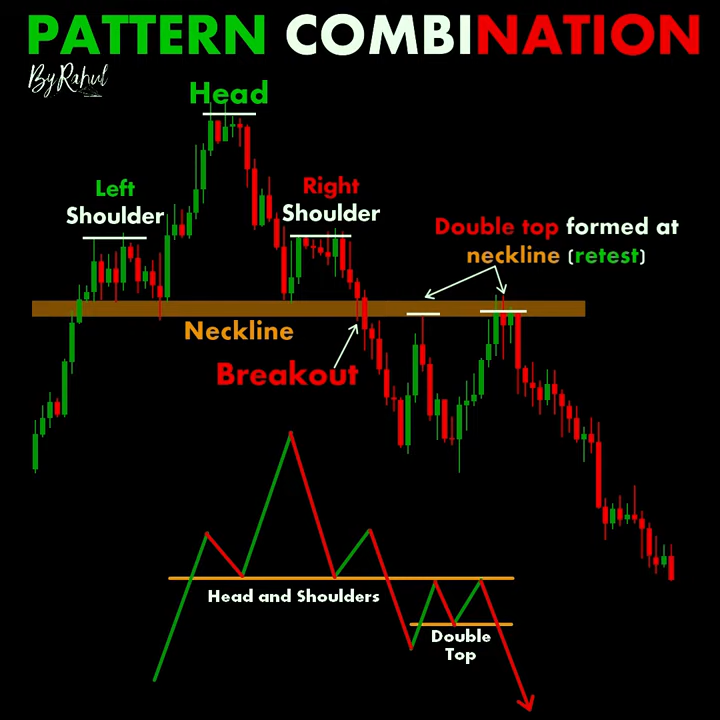 PATTERN COMBINATION
By Rahul
Head
Left
Shoulder
Right
Shoulder
Double top formed at
neckline (retest)
Neckline
Breakout
Head and Shoulders
Double
Top